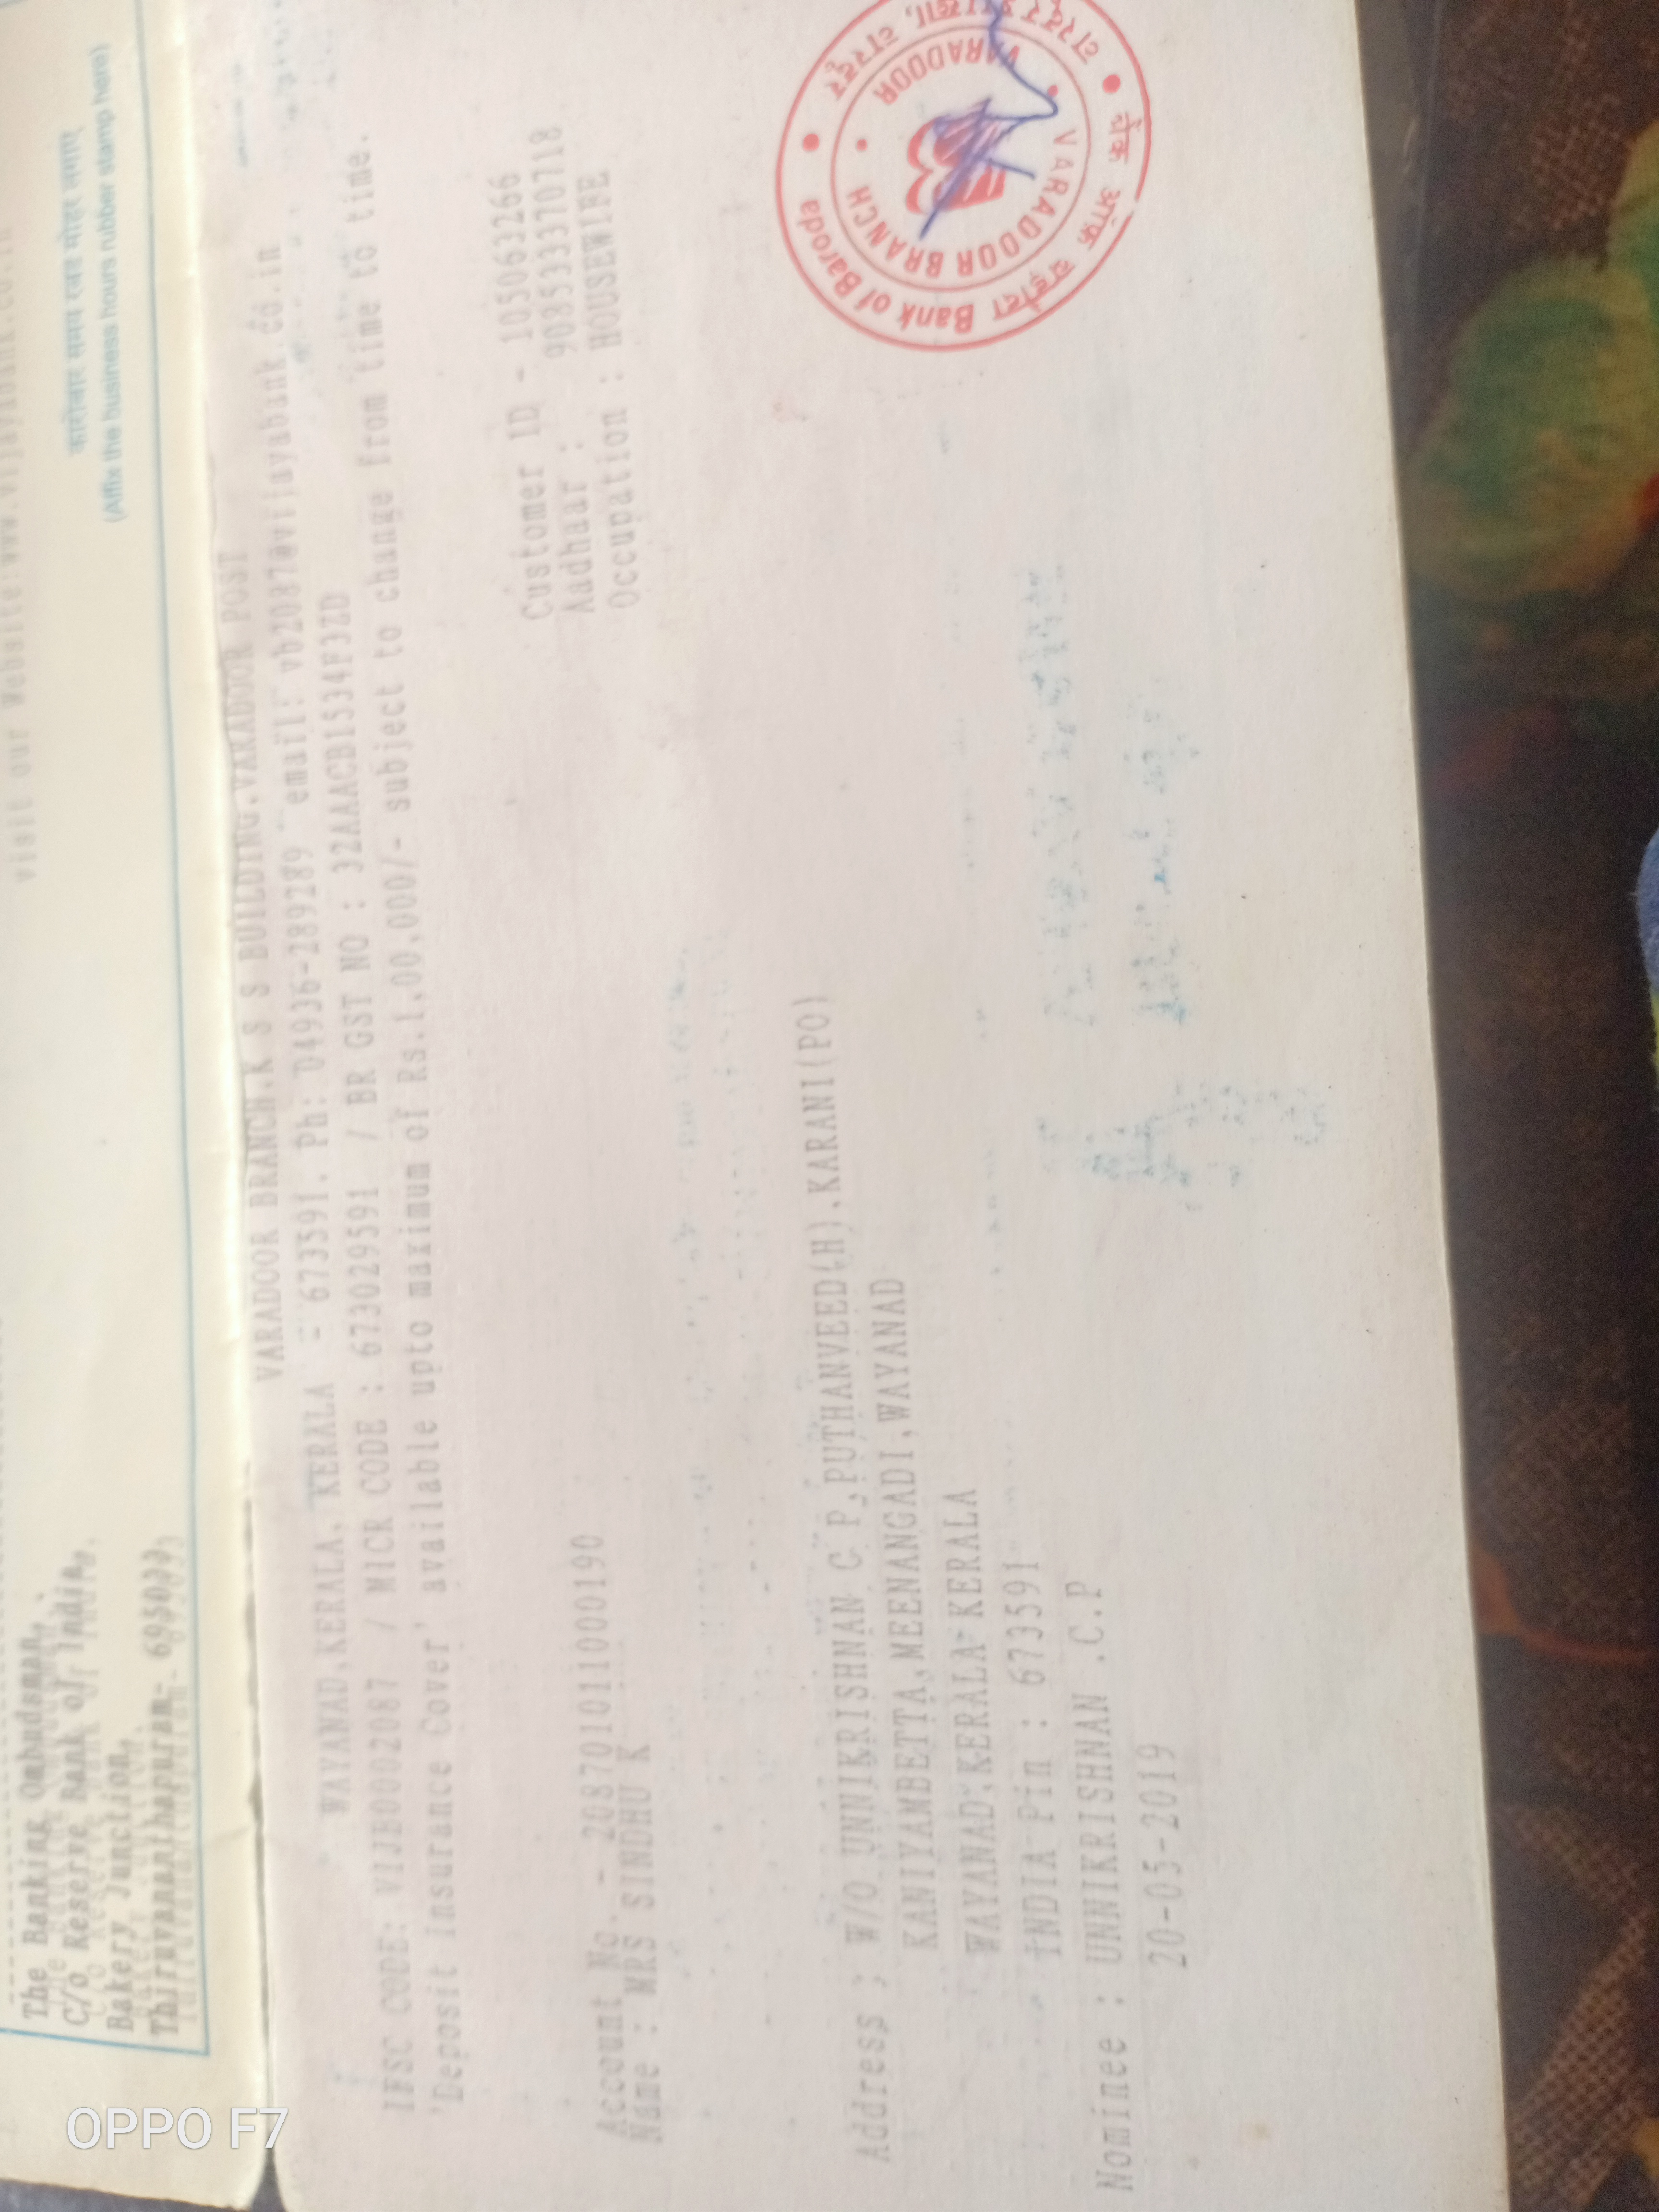 visit our Website:www.vijayabank.co.in
कारोबार समय रबड़ मोहर लगाएं
(Affix the business hours rubber stamp here)
The Banking Ombudsman,
C/o Reserve Bank of India,
Bakery Junction,
Thiruvananthapuram- 695033
VARADOOR BRANCH.K S S BUILDING,VARADOOR POST
WAYANAD,KERALA, KERALA - 673591. Ph: 04936-289289 email: vb2087@vijayabank.co.in
IFSC CODE: VIJB0002087 / MICR CODE : 673029591 / BR GST NO : 32AAACB1534F3ZD
'Deposit insurance Cover' available upto maximum of Rs.1,00,000/- subject to change from time to time.
Account No. - 208701011000190 Customer ID - 105063266
Name : MRS SINDHU K Aadhaar : 903533370718
Occupation : HOUSEWIFE
Address : W/O UNNIKRISHNAN C P,PUTHANVEED(H),KARANI(PO)
KANIYAMBETTA,MEENANGADI,WAYANAD
WAYANAD.KERALA KERALA
INDIA Pin : 673591
Nominee : UNNIKRISHNAN .C.P
20-05-2019
बैंक ऑफ़ बड़ौदा Bank of Baroda
VARADOOR BRANCH
VARADOOR
OPPO F7